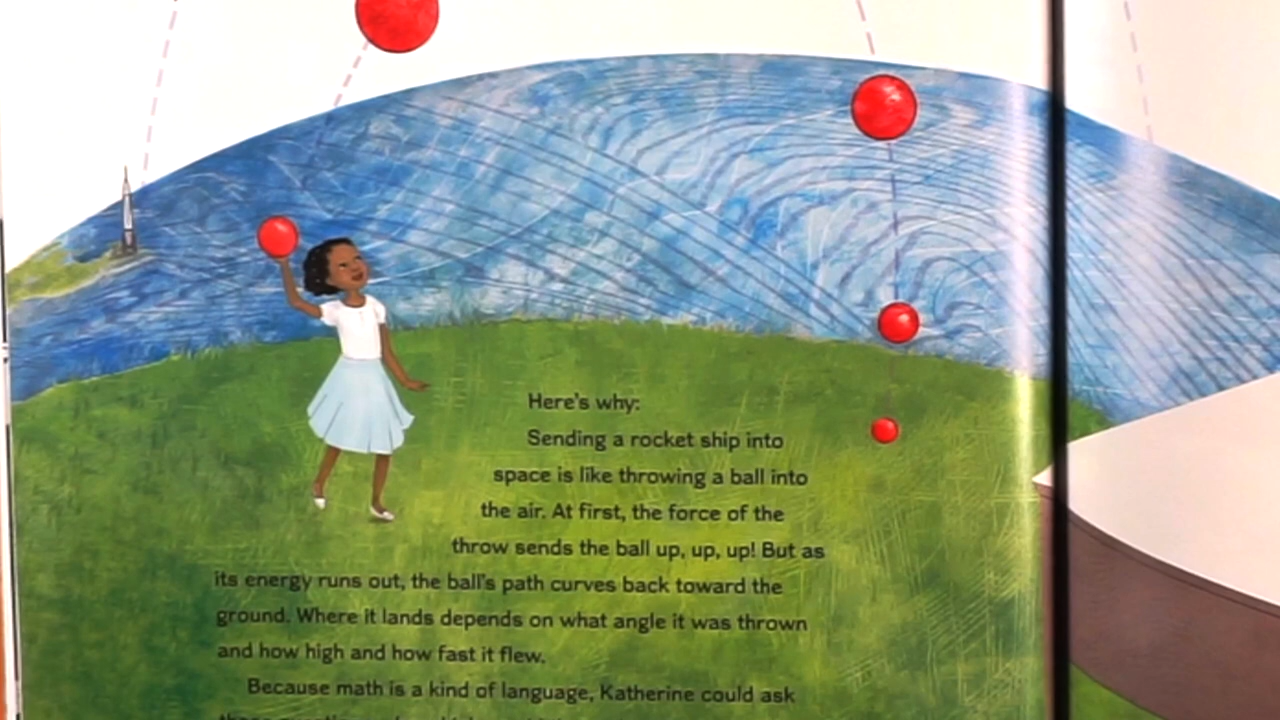 Here's why:
Sending a rocket ship into
space is like throwing a ball into
the air. At first, the force of the
throw sends the ball up, up, up! But as
its energy runs out, the ball's path curves back toward the
ground. Where it lands depends on what angle it was thrown
and how high and how fast it flew.
Because math is a kind of language, Katherine could ask